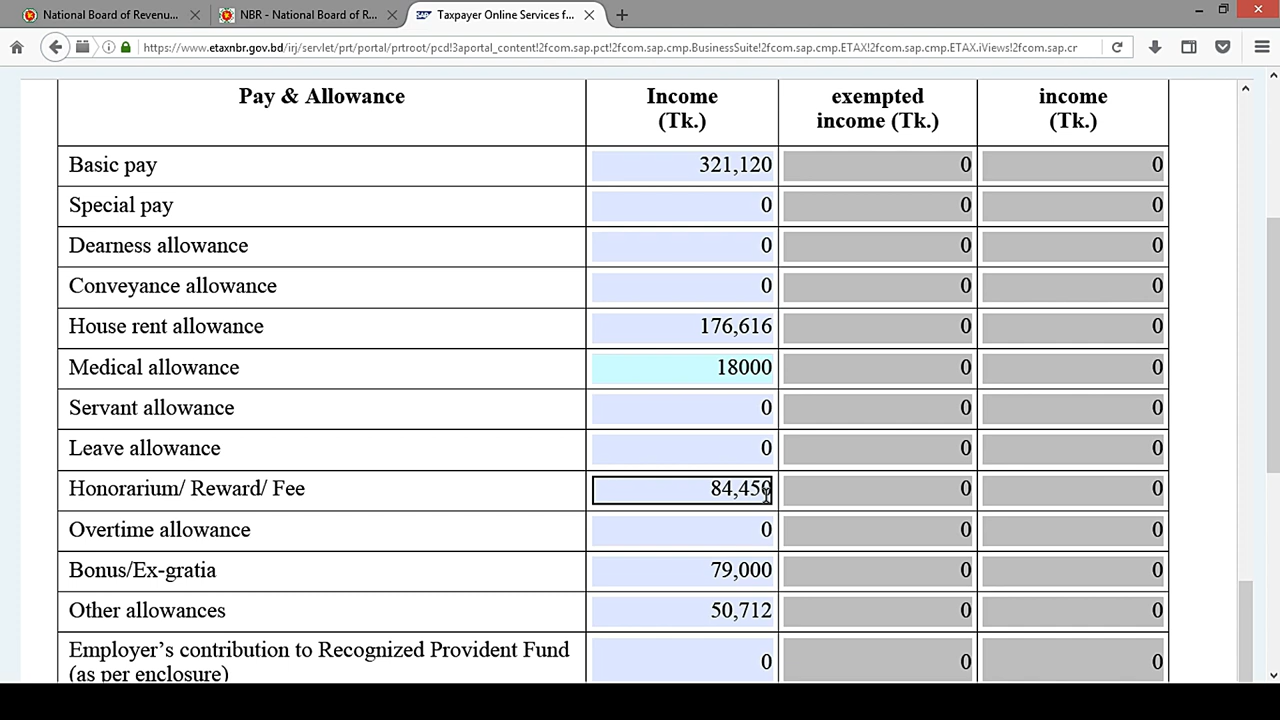 National Board of Revenu...
NBR - National Board of R...
Taxpayer Online Services f...
https://www.etaxnbr.gov.bd/irj/servlet/prt/portal/prtroot/pcd!3aportal_content!2fcom.sap.pct!2fcom.sap.cmp.BusinessSuite!2fcom.sap.cmp.ETAX!2fcom.sap.cmp.ETAX.iViews!2fcom.sap.cr
Pay & Allowance Income (Tk.) exempted income (Tk.) income (Tk.)
Basic pay 321,120 0 0
Special pay 0 0 0
Dearness allowance 0 0 0
Conveyance allowance 0 0 0
House rent allowance 176,616 0 0
Medical allowance 18000 0 0
Servant allowance 0 0 0
Leave allowance 0 0 0
Honorarium/ Reward/ Fee 84,450 0 0
Overtime allowance 0 0 0
Bonus/Ex-gratia 79,000 0 0
Other allowances 50,712 0 0
Employer's contribution to Recognized Provident Fund 0 0 0
(as per enclosure)